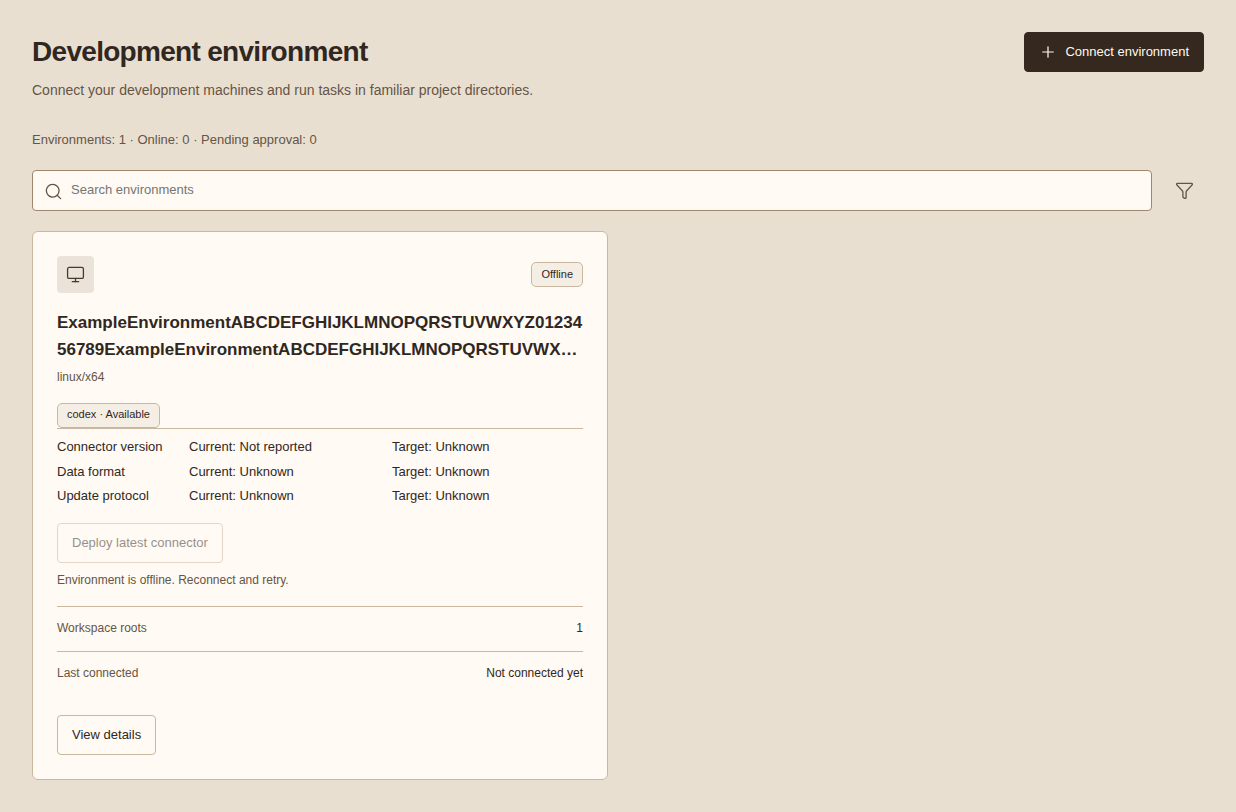 Development environment
Connect environment
Connect your development machines and run tasks in familiar project directories.
Environments: 1 · Online: 0 · Pending approval: 0
Search environments
Offline
ExampleEnvironmentABCDEFGHIJKLMNOPQRSTUVWXYZ01234
56789ExampleEnvironmentABCDEFGHIJKLMNOPQRSTUVWX…
linux/x64
codex · Available
Connector version Current: Not reported Target: Unknown
Data format Current: Unknown Target: Unknown
Update protocol Current: Unknown Target: Unknown
Deploy latest connector
Environment is offline. Reconnect and retry.
Workspace roots 1
Last connected Not connected yet
View details